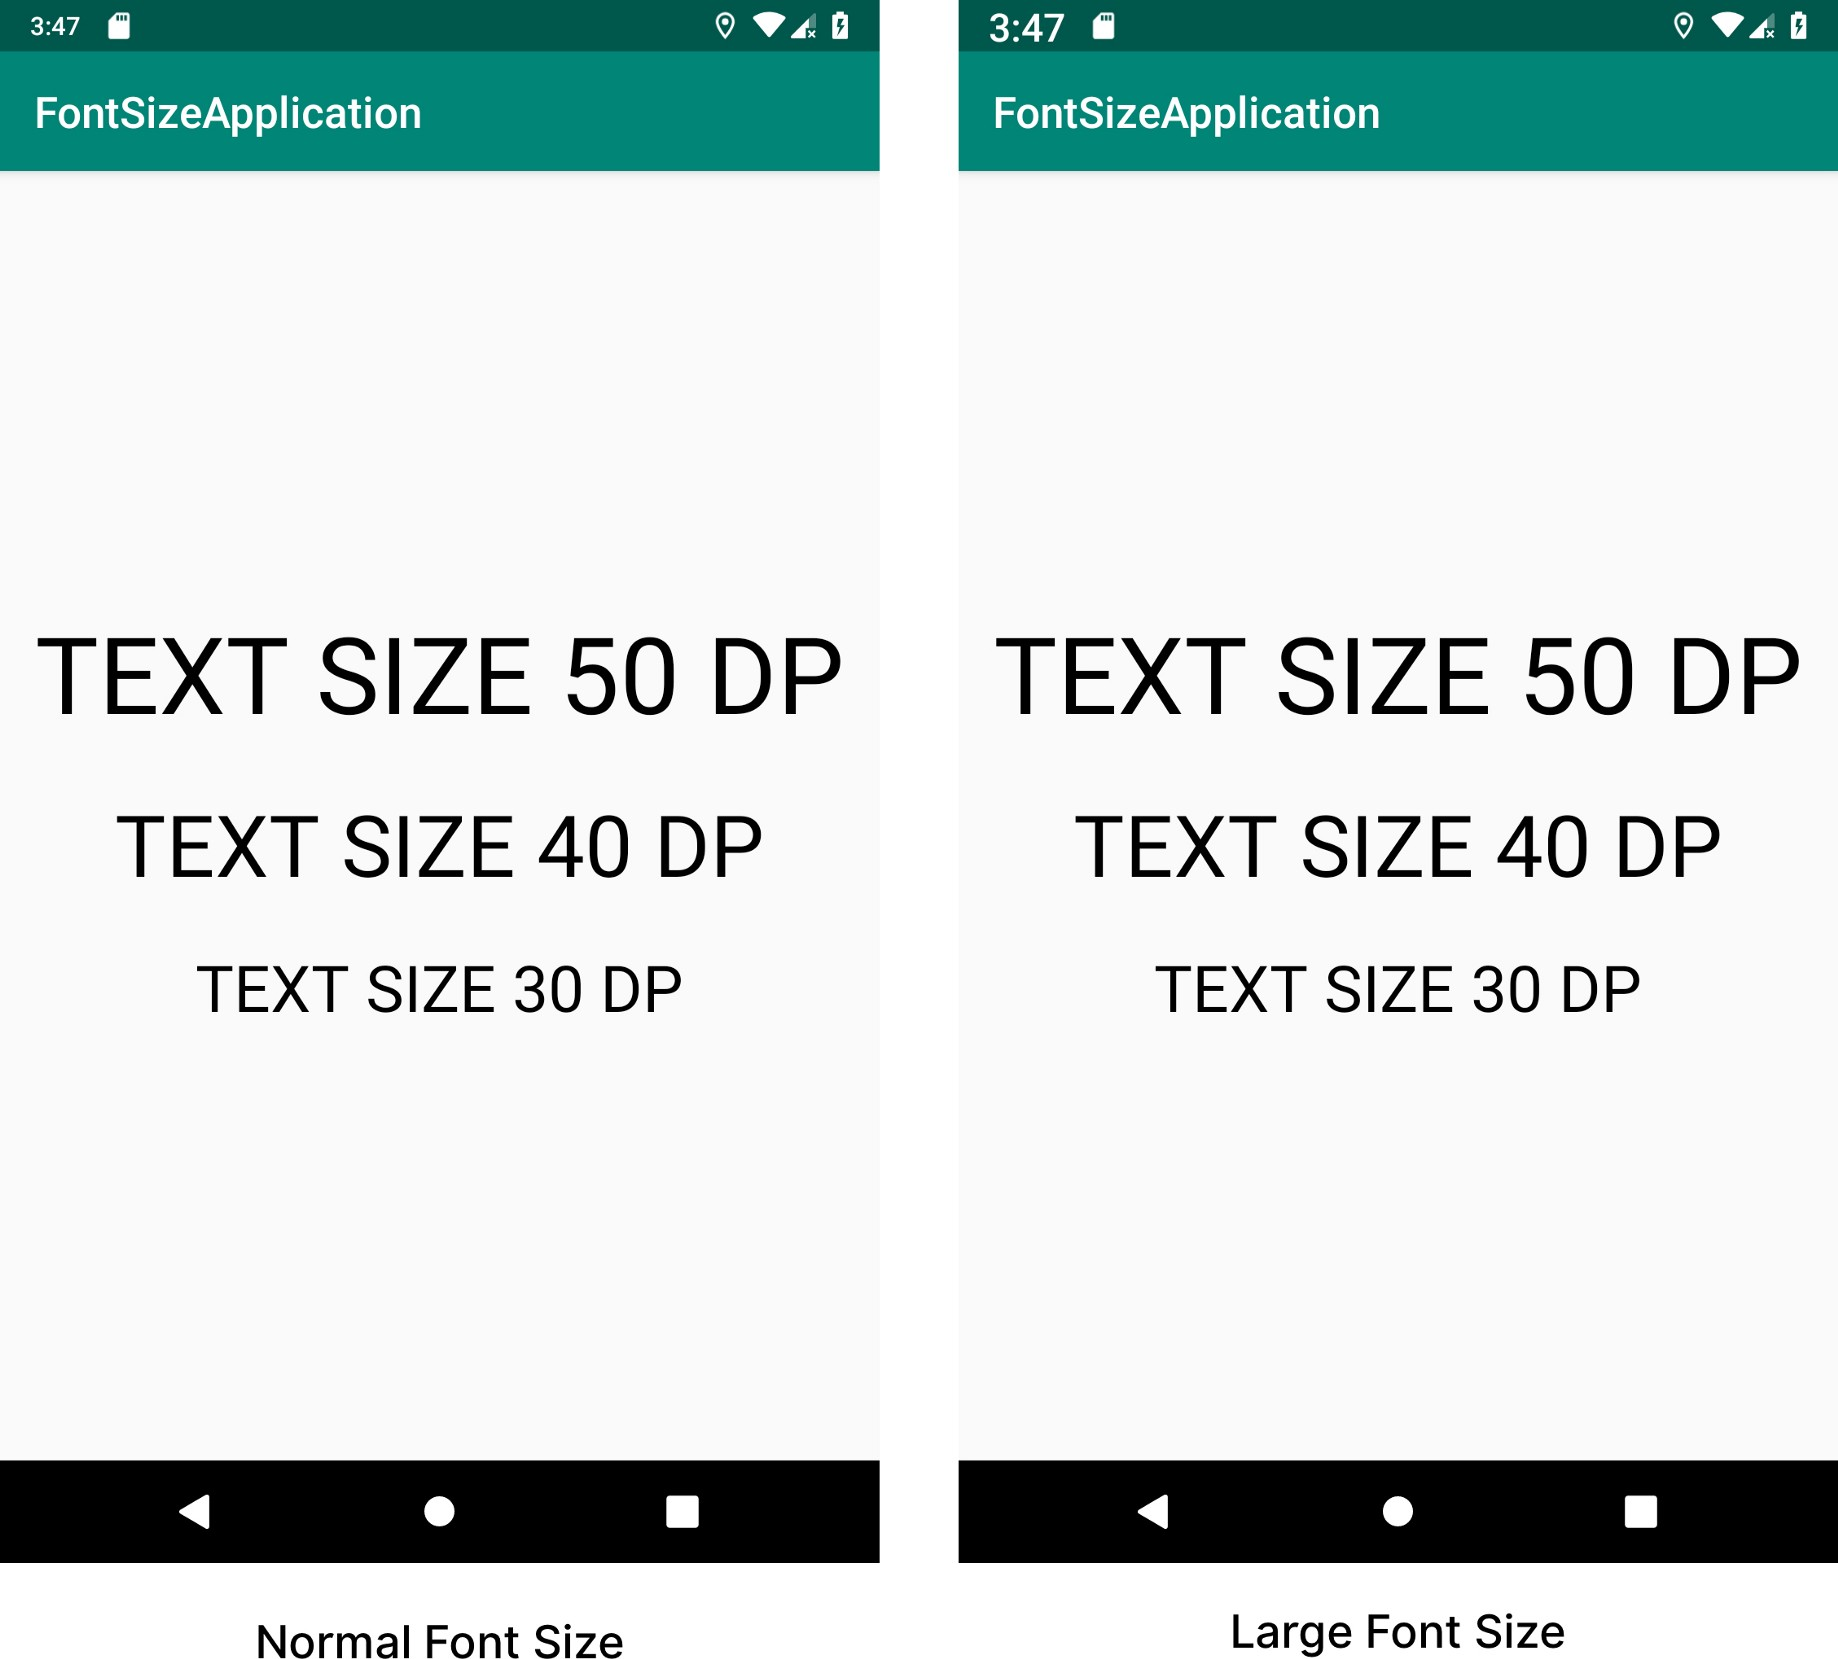 3:47
FontSizeApplication
TEXT SIZE 50 DP
TEXT SIZE 40 DP
TEXT SIZE 30 DP
Normal Font Size
3:47
FontSizeApplication
TEXT SIZE 50 DP
TEXT SIZE 40 DP
TEXT SIZE 30 DP
Large Font Size